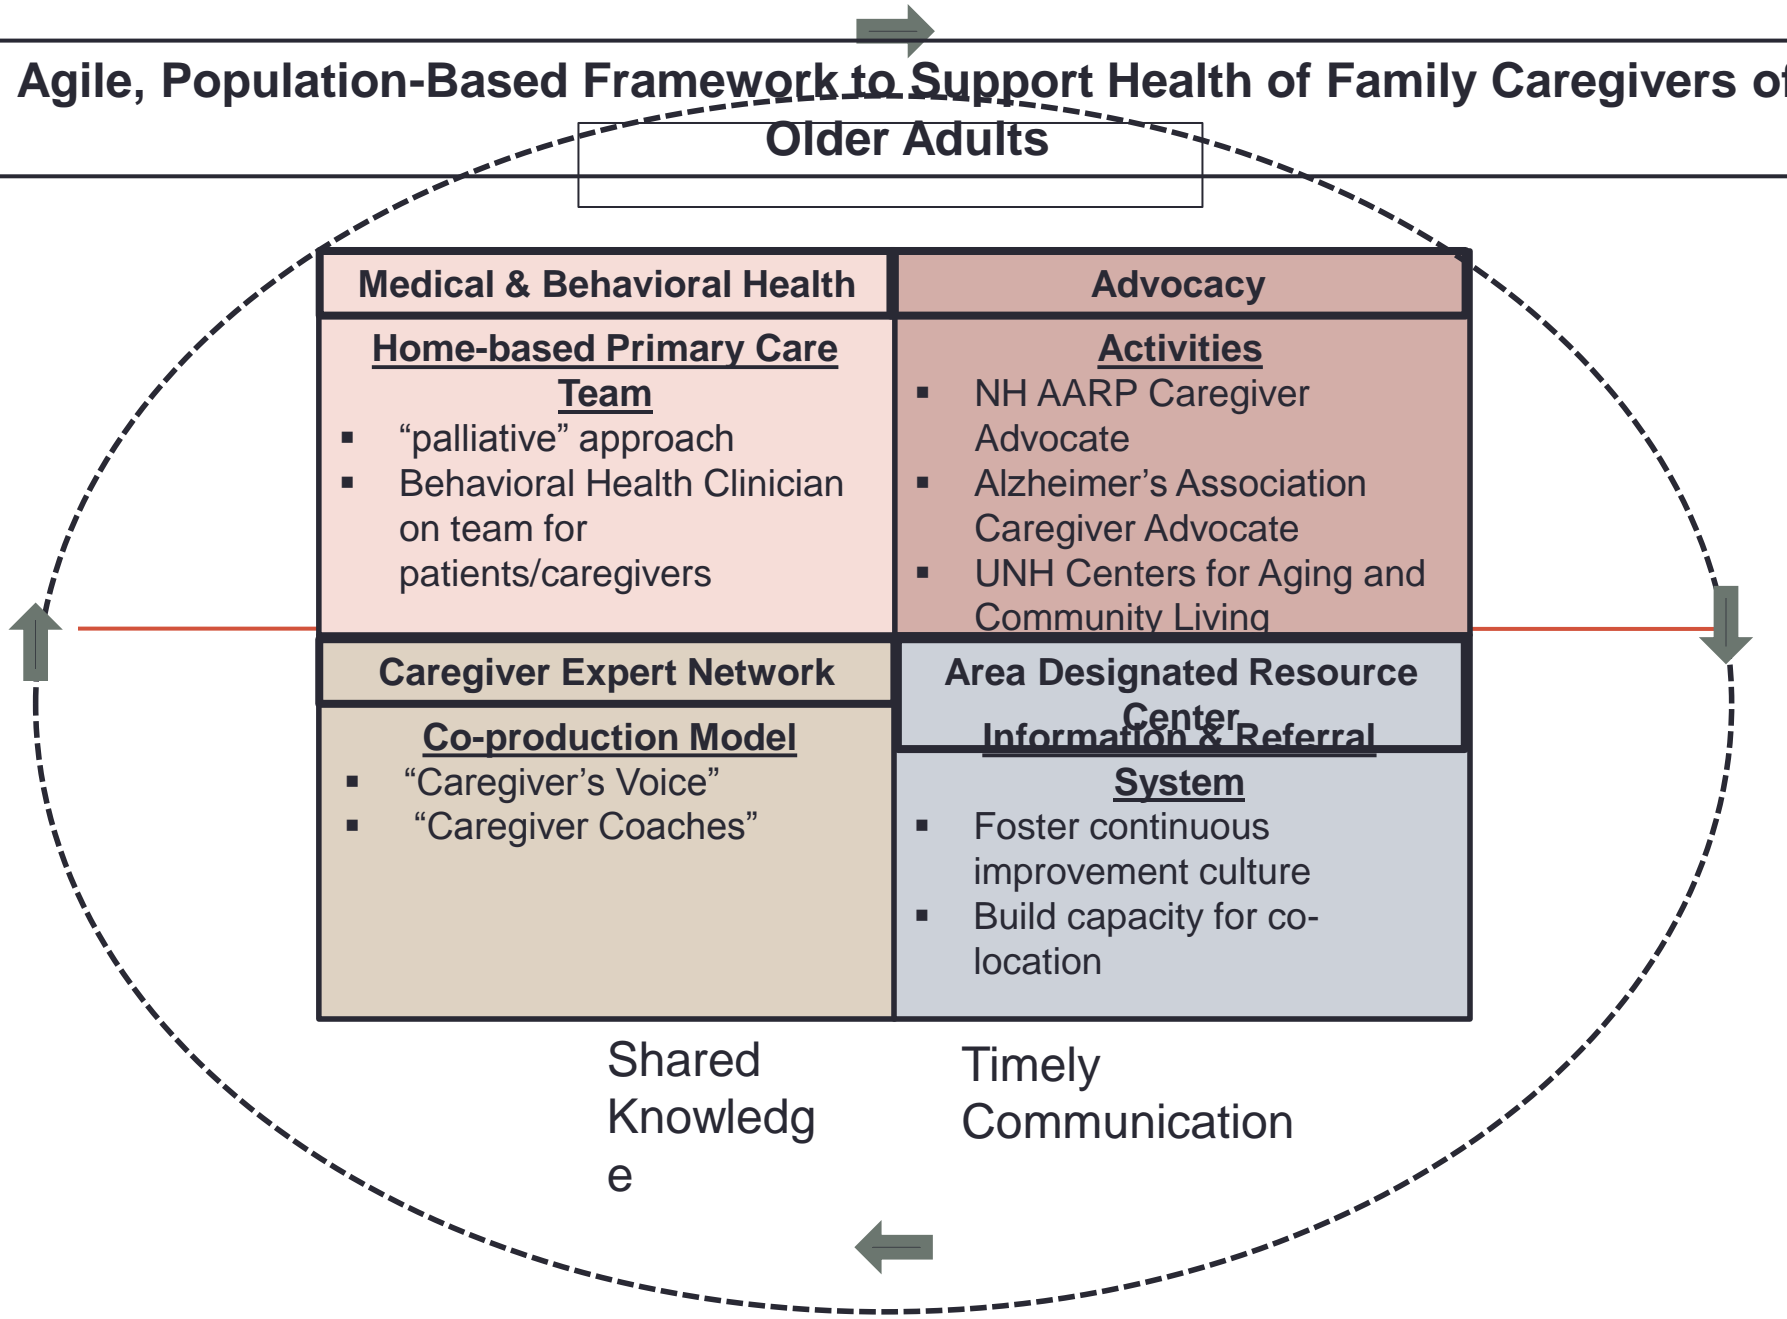 Agile, Population-Based Framework to Support Health of Family Caregivers of
Older Adults
Medical & Behavioral Health
Home-based Primary Care
Team
▪ “palliative” approach
▪ Behavioral Health Clinician
on team for
patients/caregivers
Advocacy
Activities
▪ NH AARP Caregiver
Advocate
▪ Alzheimer’s Association
Caregiver Advocate
▪ UNH Centers for Aging and
Community Living
Caregiver Expert Network
Co-production Model
▪ “Caregiver’s Voice”
▪ “Caregiver Coaches”
Area Designated Resource
Center
Information & Referral
System
▪ Foster continuous
improvement culture
▪ Build capacity for co-
location
Shared
Knowledg
e
Timely
Communication